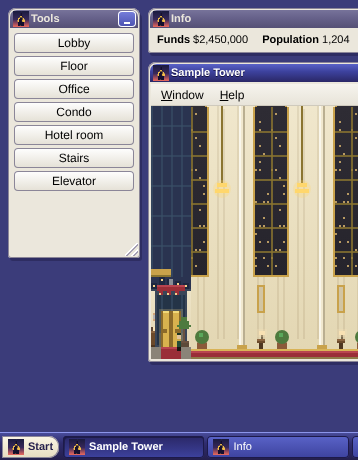 Tools
Lobby
Floor
Office
Condo
Hotel room
Stairs
Elevator
Info
Funds $2,450,000 Population 1,204
Sample Tower
Window Help
Start
Sample Tower
Info